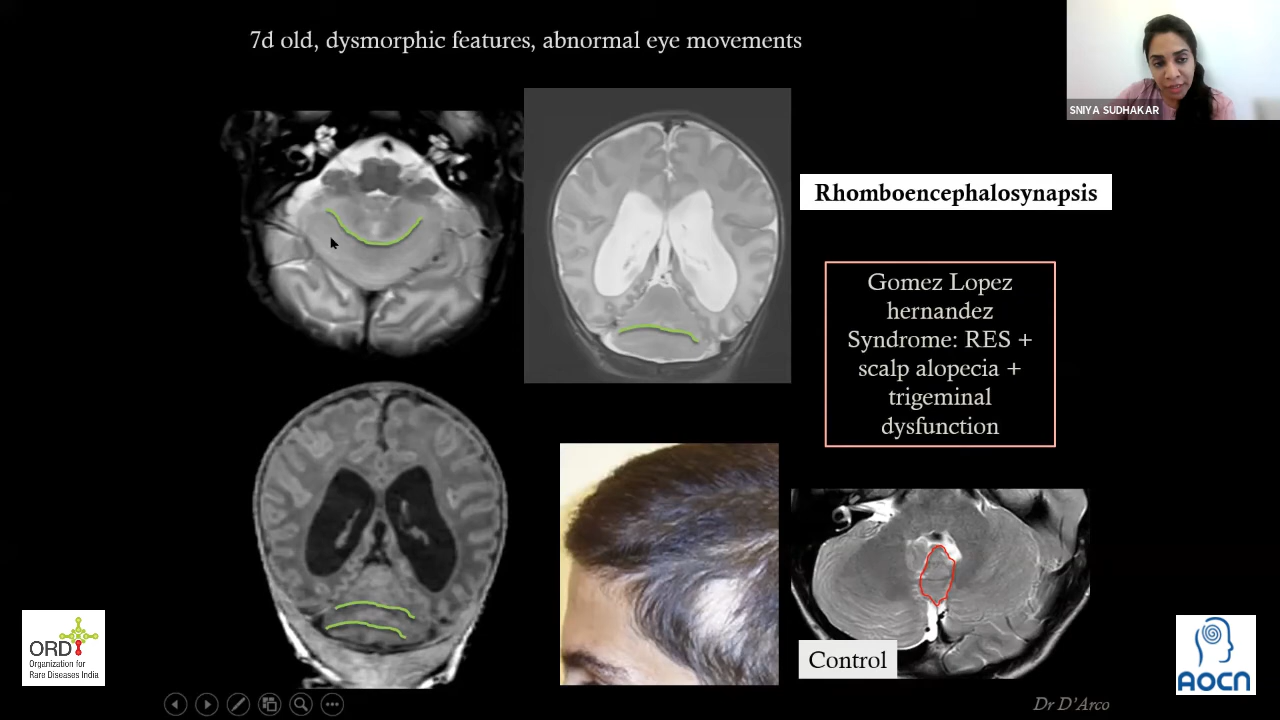 7d old, dysmorphic features, abnormal eye movements
SNIYA SUDHAKAR
Rhomboencephalosynapsis
Gomez Lopez
hernandez
Syndrome: RES +
scalp alopecia +
trigeminal
dysfunction
Control
ORDI
Organization for
Rare Diseases India
AOCN
Dr D'Arco